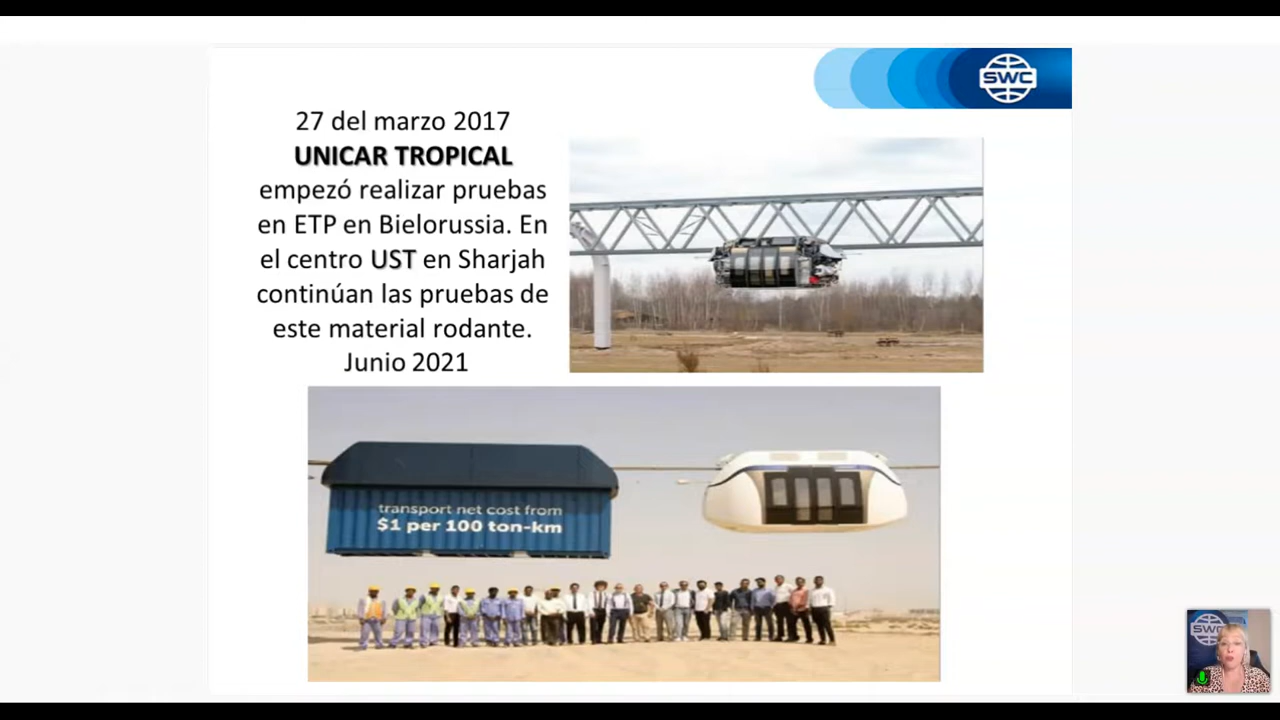 SWC
27 del marzo 2017
UNICAR TROPICAL
empezó realizar pruebas
en ETP en Bielorussia. En
el centro UST en Sharjah
continúan las pruebas de
este material rodante.
Junio 2021
transport net cost from
$1 per 100 ton-km
SWC